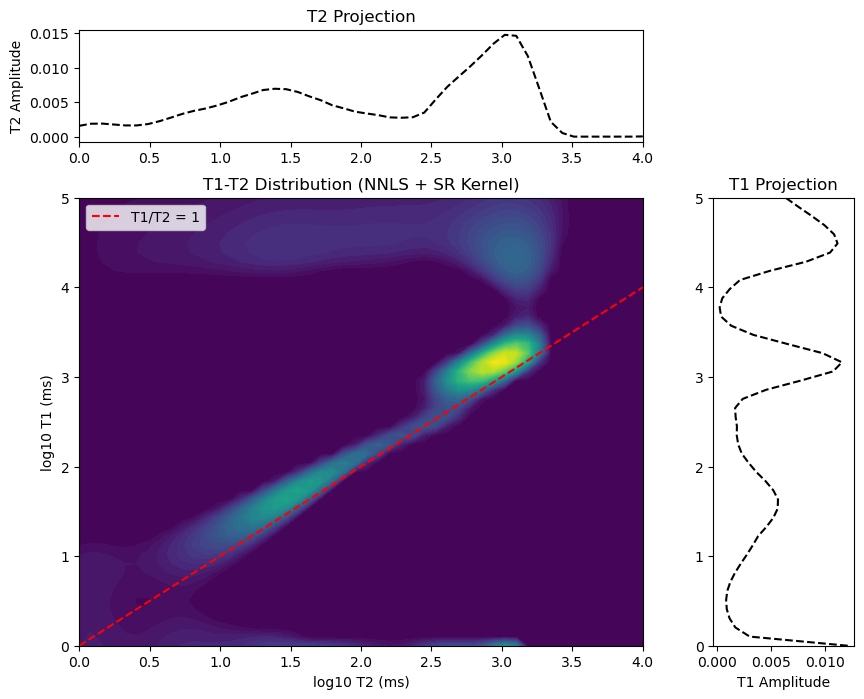 T2 Projection
T2 Amplitude
0.015
0.010
0.005
0.000
0.0 0.5 1.0 1.5 2.0 2.5 3.0 3.5 4.0
T1-T2 Distribution (NNLS + SR Kernel)
T1/T2 = 1
log10 T1 (ms)
5
4
3
2
1
0
0.0 0.5 1.0 1.5 2.0 2.5 3.0 3.5 4.0
log10 T2 (ms)
T1 Projection
5
4
3
2
1
0
0.000 0.005 0.010
T1 Amplitude